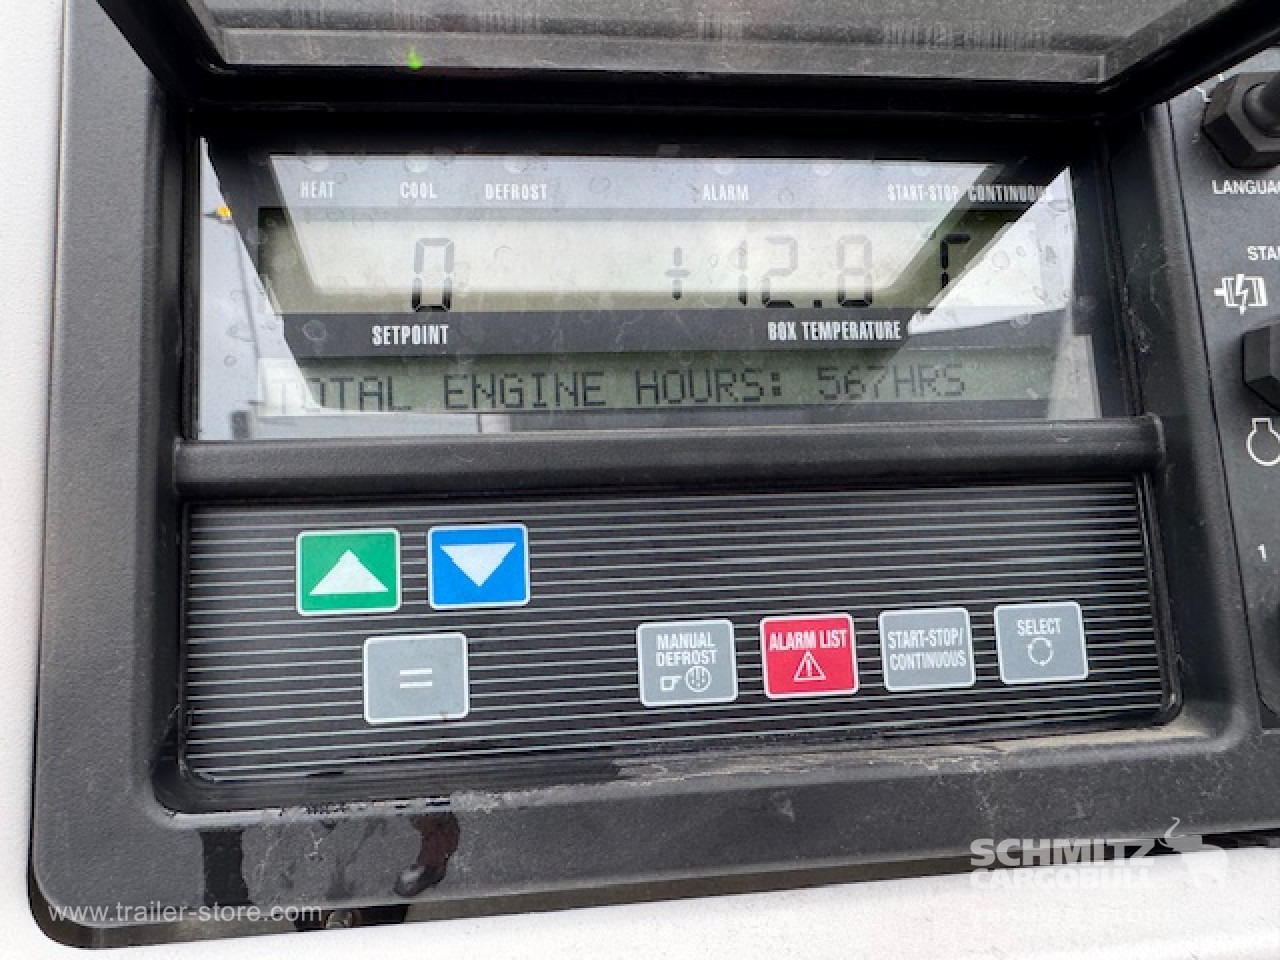 HEAT COOL DEFROST ALARM START-STOP CONTINUOUS
0 +12.8 C
SETPOINT BOX TEMPERATURE
TOTAL ENGINE HOURS: 567HRS
MANUAL
DEFROST
ALARM LIST
START-STOP/
CONTINUOUS
SELECT
=
1
SCHMITZ
CARGOBULL
www.trailer-store.com